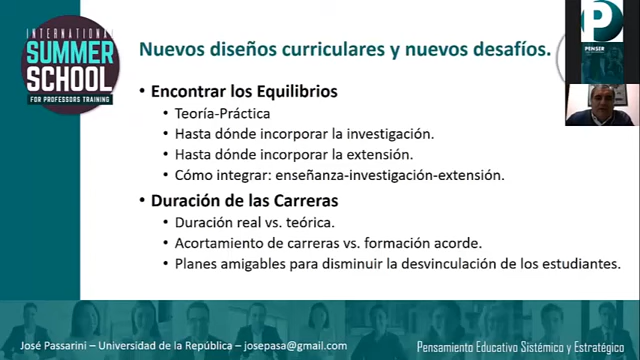 INTERNATIONAL
SUMMER
SCHOOL
FOR PROFESSORS TRAINING
Nuevos diseños curriculares y nuevos desafíos.
• Encontrar los Equilibrios
• Teoría-Práctica
• Hasta dónde incorporar la investigación.
• Hasta dónde incorporar la extensión.
• Cómo integrar: enseñanza-investigación-extensión.
• Duración de las Carreras
• Duración real vs. teórica.
• Acortamiento de carreras vs. formación acorde.
• Planes amigables para disminuir la desvinculación de los estudiantes.
P
PENSER
José Passarini – Universidad de la República – josepasa@gmail.com
Pensamiento Educativo Sistémico y Estratégico